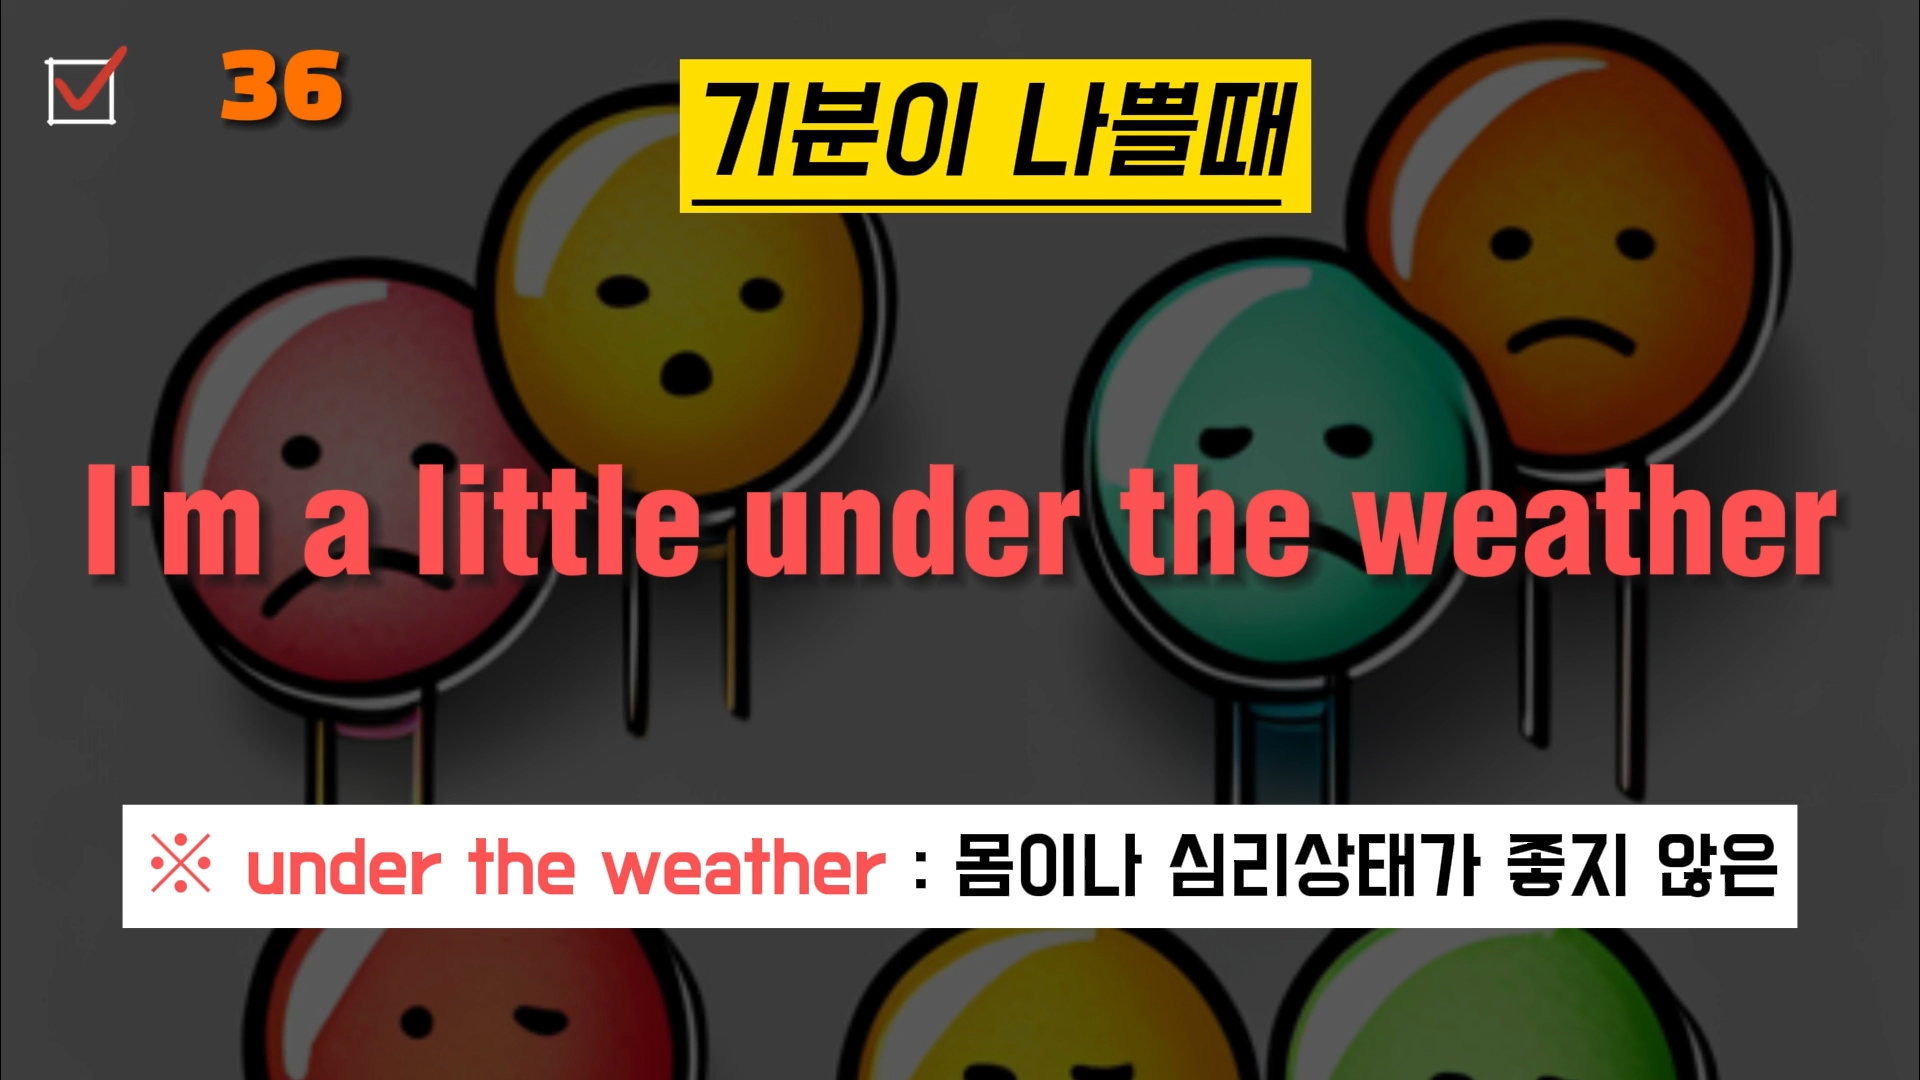 36
기분이 나쁠때
I'm a little under the weather
※ under the weather : 몸이나 심리상태가 좋지 않은